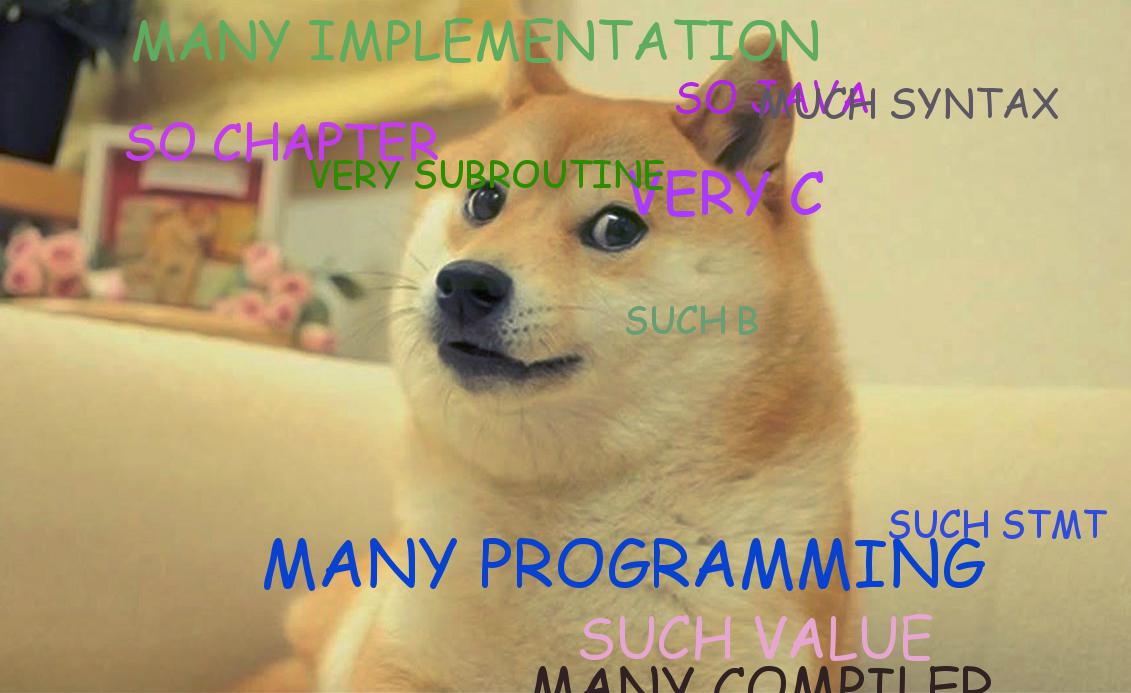 MANY IMPLEMENTATION
SO JAVA
MUCH SYNTAX
SO CHAPTER
VERY SUBROUTINE
VERY C
SUCH B
SUCH STMT
MANY PROGRAMMING
SUCH VALUE
MANY COMPILER